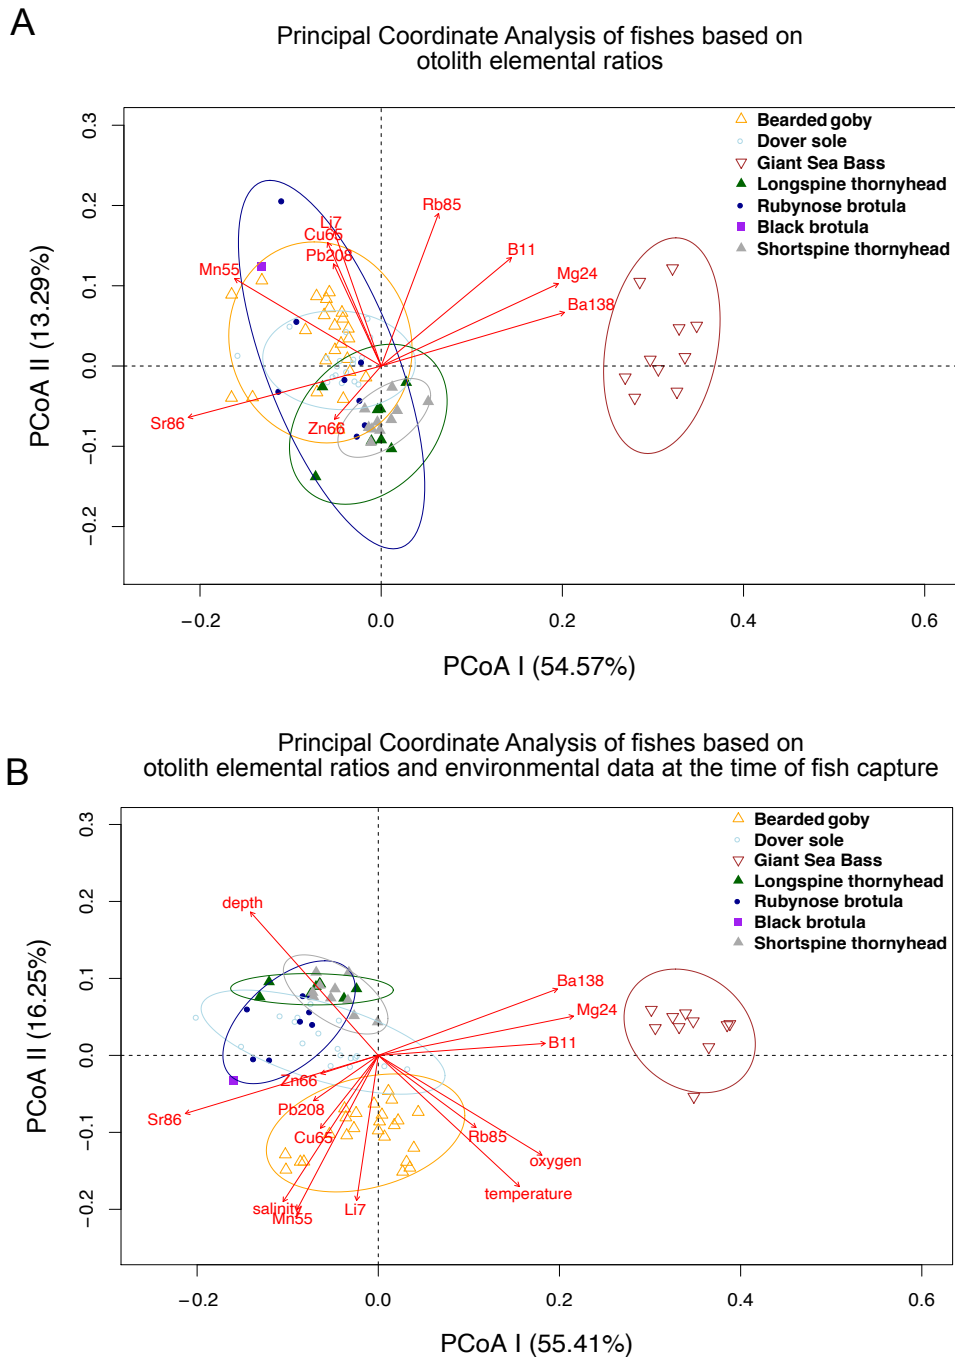 A
Principal Coordinate Analysis of fishes based on
otolith elemental ratios
Bearded goby
Dover sole
Giant Sea Bass
Longspine thornyhead
Rubynose brotula
Black brotula
Shortspine thornyhead
0.3
0.2
0.1
0.0
−0.1
−0.2
PCoA II (13.29%)
Li7
Cu65
Pb208
Mn55
Rb85
B11
Mg24
Ba138
Sr86
Zn66
−0.2
0.0
0.2
0.4
0.6
PCoA I (54.57%)
B
Principal Coordinate Analysis of fishes based on
otolith elemental ratios and environmental data at the time of fish capture
Bearded goby
Dover sole
Giant Sea Bass
Longspine thornyhead
Rubynose brotula
Black brotula
Shortspine thornyhead
0.3
0.2
0.1
0.0
−0.1
−0.2
PCoA II (16.25%)
depth
Ba138
Mg24
B11
Zn66
Pb208
Sr86
Cu65
Rb85
oxygen
temperature
salinity
Mn55
Li7
−0.2
0.0
0.2
0.4
0.6
PCoA I (55.41%)